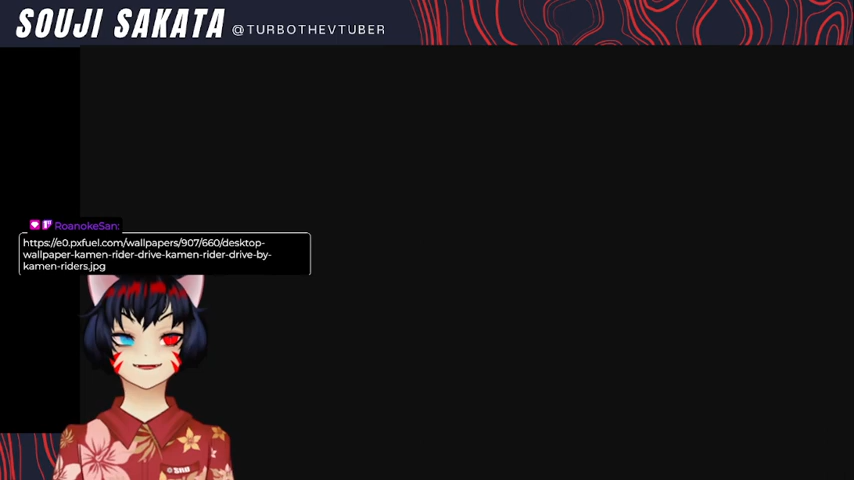 SOUJI SAKATA @TURBOTHEVTUBER
RoanokeSan:
https://e0.pxfuel.com/wallpapers/907/660/desktop-
wallpaper-kamen-rider-drive-kamen-rider-drive-by-
kamen-riders.jpg